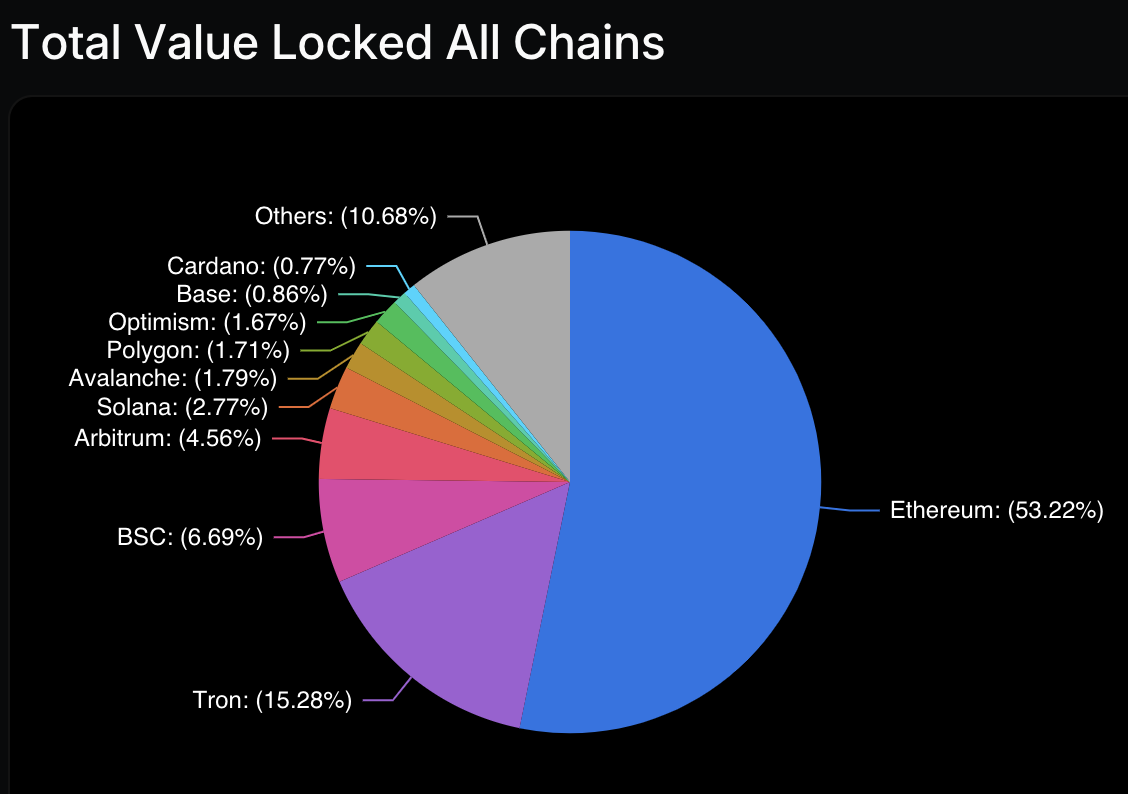 Total Value Locked All Chains
Others: (10.68%)
Cardano: (0.77%)
Base: (0.86%)
Optimism: (1.67%)
Polygon: (1.71%)
Avalanche: (1.79%)
Solana: (2.77%)
Arbitrum: (4.56%)
Ethereum: (53.22%)
BSC: (6.69%)
Tron: (15.28%)